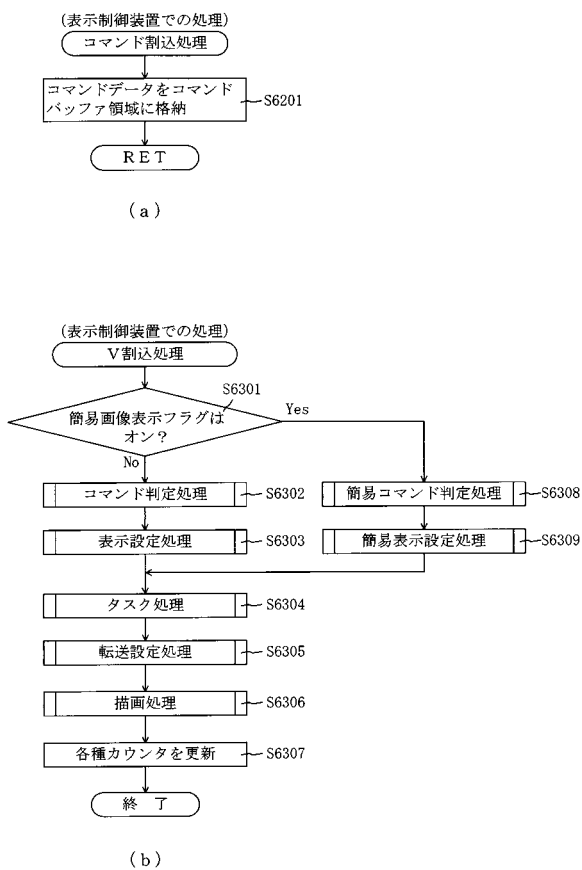 (表示制御装置での処理)
コマンド割込処理
コマンドデータをコマンド
バッファ領域に格納
S6201
RET
(a)
(表示制御装置での処理)
V割込処理
S6301
簡易画像表示フラグは
オン?
Yes
No
コマンド判定処理
S6302
簡易コマンド判定処理
S6308
表示設定処理
S6303
簡易表示設定処理
S6309
タスク処理
S6304
転送設定処理
S6305
描画処理
S6306
各種カウンタを更新
S6307
終 了
(b)